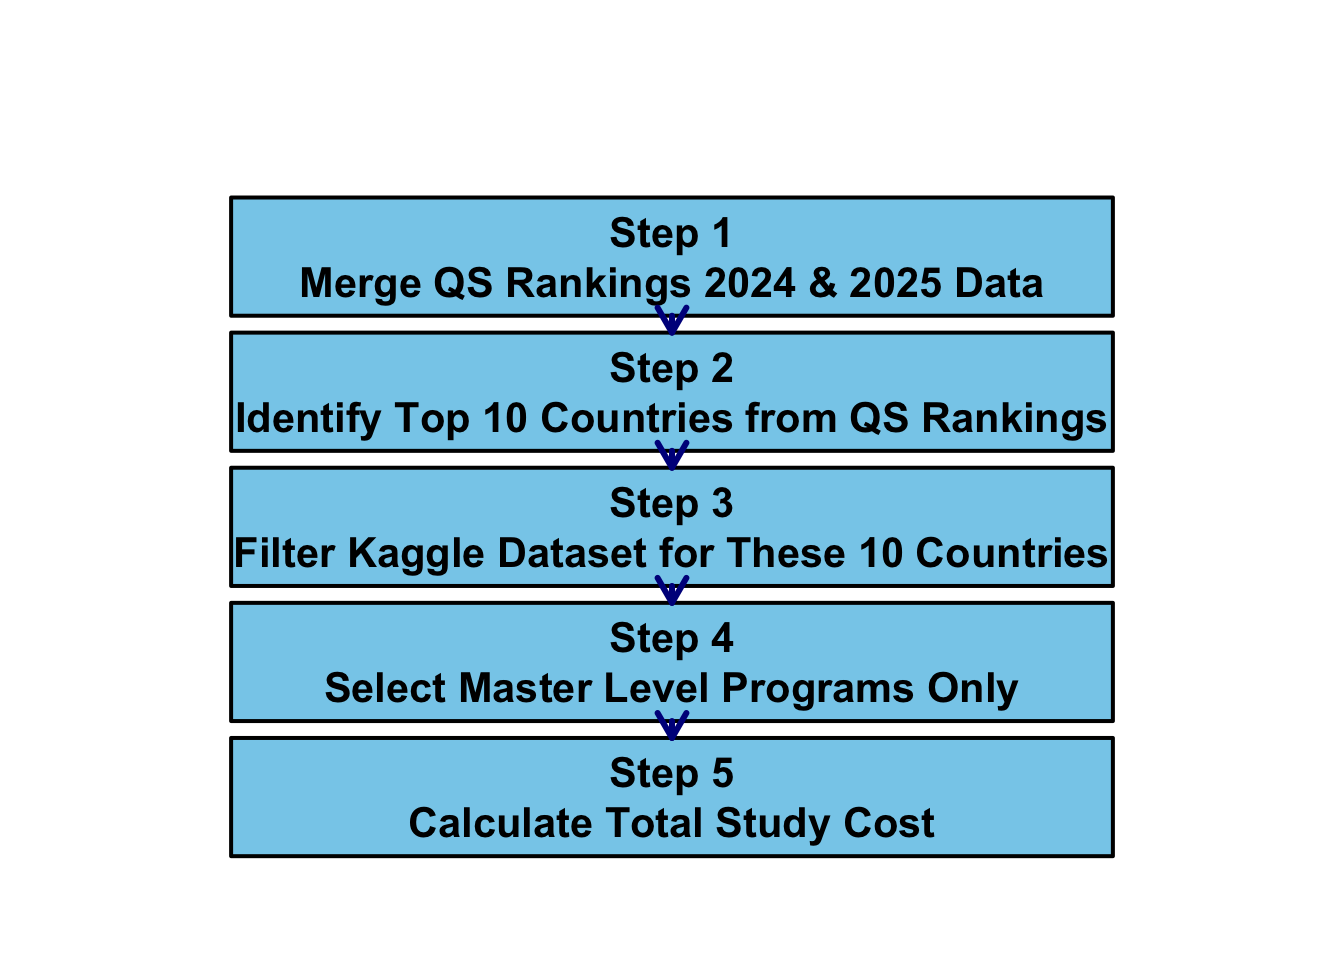 Step 1
Merge QS Rankings 2024 & 2025 Data
Step 2
Identify Top 10 Countries from QS Rankings
Step 3
Filter Kaggle Dataset for These 10 Countries
Step 4
Select Master Level Programs Only
Step 5
Calculate Total Study Cost